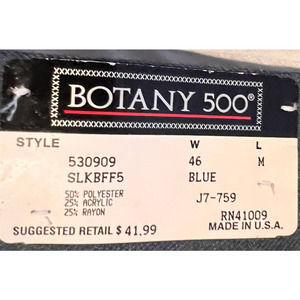 BOTANY 500®
STYLE W L
530909 46 M
SLKBFF5 BLUE
50% POLYESTER
25% ACRYLIC J7-759
25% RAYON RN41009
SUGGESTED RETAIL $ 41.99 MADE IN U.S.A.